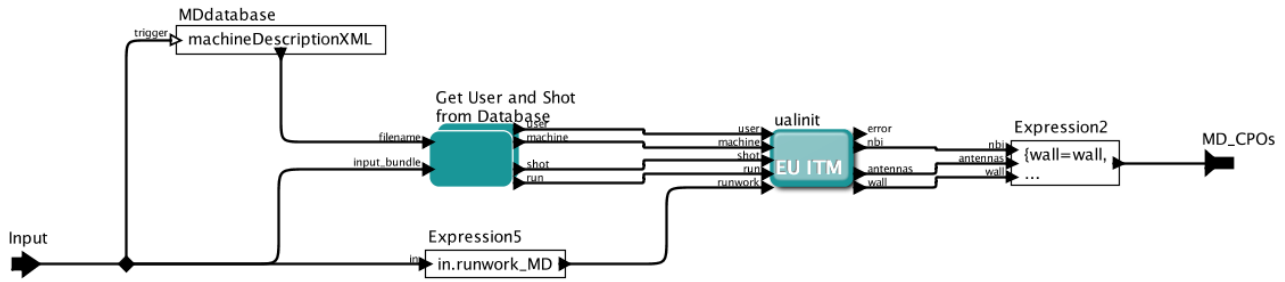 MDdatabase
trigger
machineDescriptionXML
Get User and Shot
from Database
filename
input_bundle
user
machine
shot
run
ualinit
user
machine
shot
run
runwork
EU ITM
error
nbi
antennas
wall
Expression2
nbi
antennas
wall
{wall=wall,
...
MD_CPOs
Input
Expression5
in
in.runwork_MD